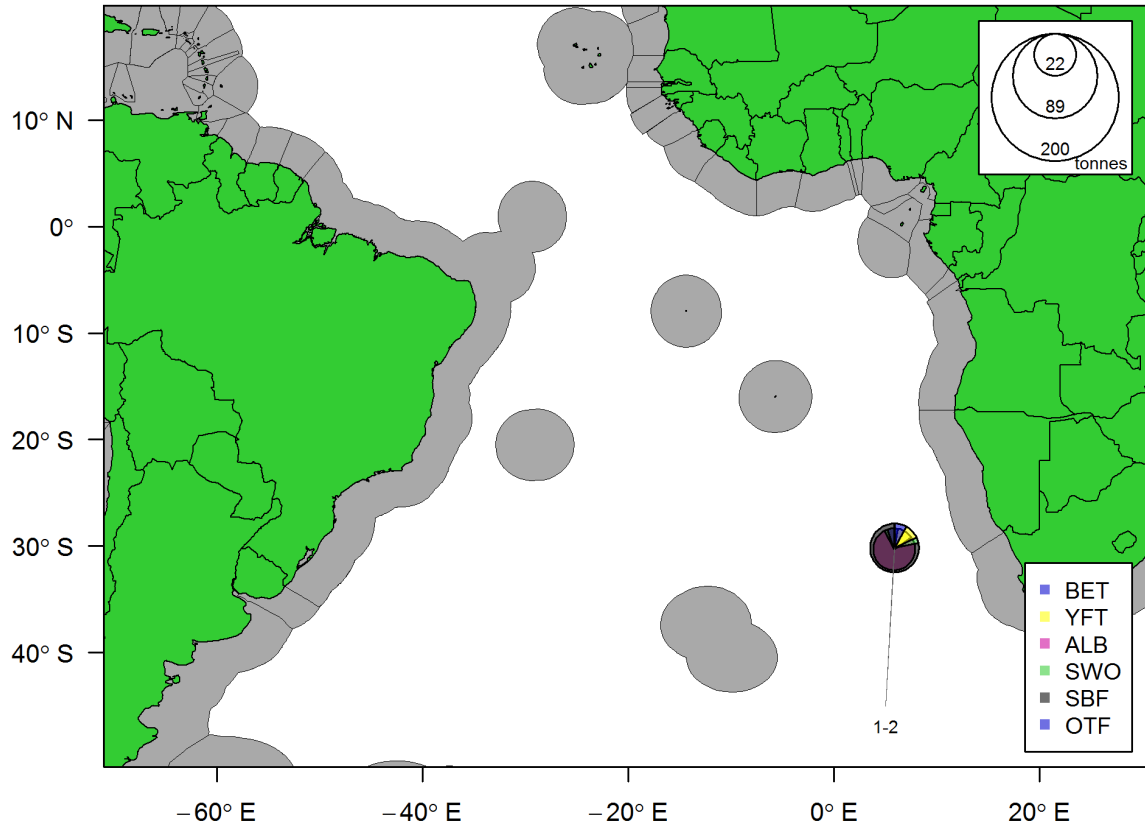 10° N
0°
10° S
20° S
30° S
40° S
−60° E
−40° E
−20° E
0° E
20° E
22
89
200
tonnes
1-2
BET
YFT
ALB
SWO
SBF
OTF